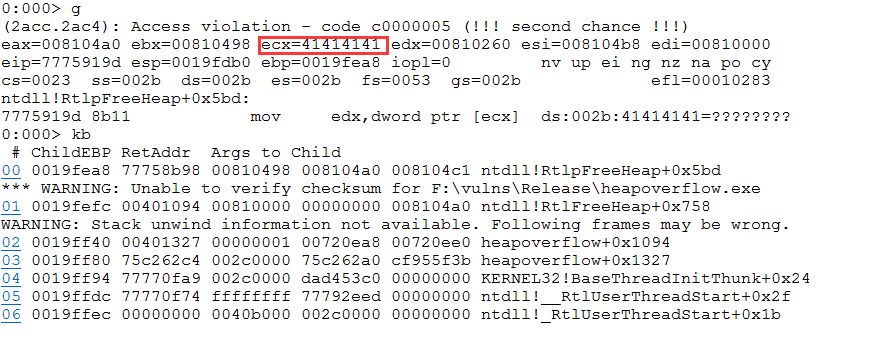 0:000> g
(2acc.2ac4): Access violation - code c0000005 (!!! second chance !!!)
eax=008104a0 ebx=00810498 ecx=41414141 edx=00810260 esi=008104b8 edi=00810000
eip=7775919d esp=0019fdb0 ebp=0019fea8 iopl=0         nv up ei ng nz na po cy
cs=0023  ss=002b  ds=002b  es=002b  fs=0053  gs=002b             efl=00010283
ntdll!RtlpFreeHeap+0x5bd:
7775919d 8b11            mov     edx,dword ptr [ecx]  ds:002b:41414141=????????
0:000> kb
 # ChildEBP RetAddr  Args to Child
00 0019fea8 77758b98 00810498 008104a0 008104c1 ntdll!RtlpFreeHeap+0x5bd
*** WARNING: Unable to verify checksum for F:\vulns\Release\heapoverflow.exe
01 0019fefc 00401094 00810000 00000000 008104a0 ntdll!RtlFreeHeap+0x758
WARNING: Stack unwind information not available. Following frames may be wrong.
02 0019ff40 00401327 00000001 00720ea8 00720ee0 heapoverflow+0x1094
03 0019ff80 75c262c4 002c0000 75c262a0 cf955f3b heapoverflow+0x1327
04 0019ff94 77770fa9 002c0000 dad453c0 00000000 KERNEL32!BaseThreadInitThunk+0x24
05 0019ffdc 77770f74 ffffffff 77792eed 00000000 ntdll!__RtlUserThreadStart+0x2f
06 0019ffec 00000000 0040b000 002c0000 00000000 ntdll!_RtlUserThreadStart+0x1b